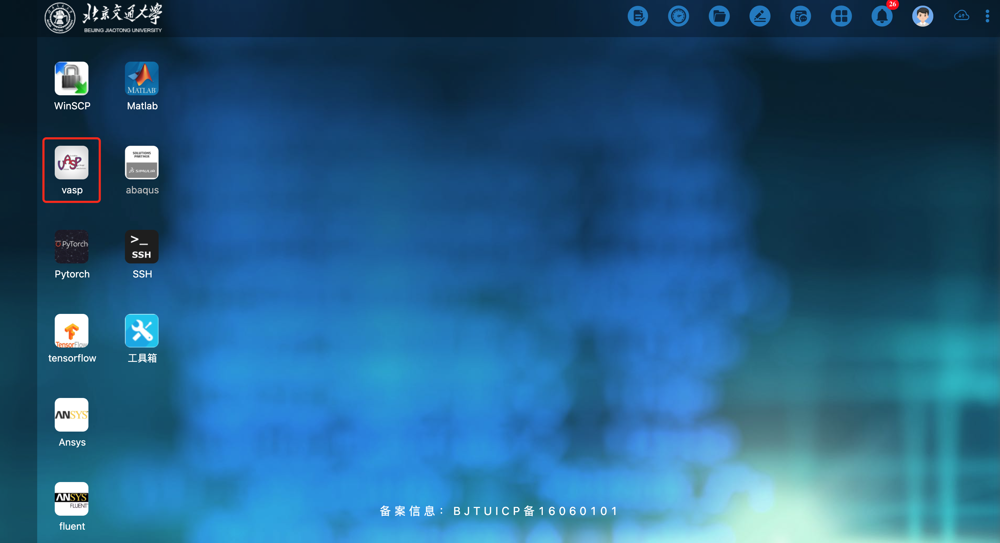 北京交通大學
BEIJING JIAOTONG UNIVERSITY
26
MATLAB
WinSCP
Matlab
VASP
SOLUTIONS
PARTNER
SIMULIA
vasp
abaqus
PyTorch
>_
SSH
Pytorch
SSH
TensorFlow
tensorflow
工具箱
ANSYS
Ansys
ANSYS
FLUENT
fluent
备案信息：BJTUICP备16060101